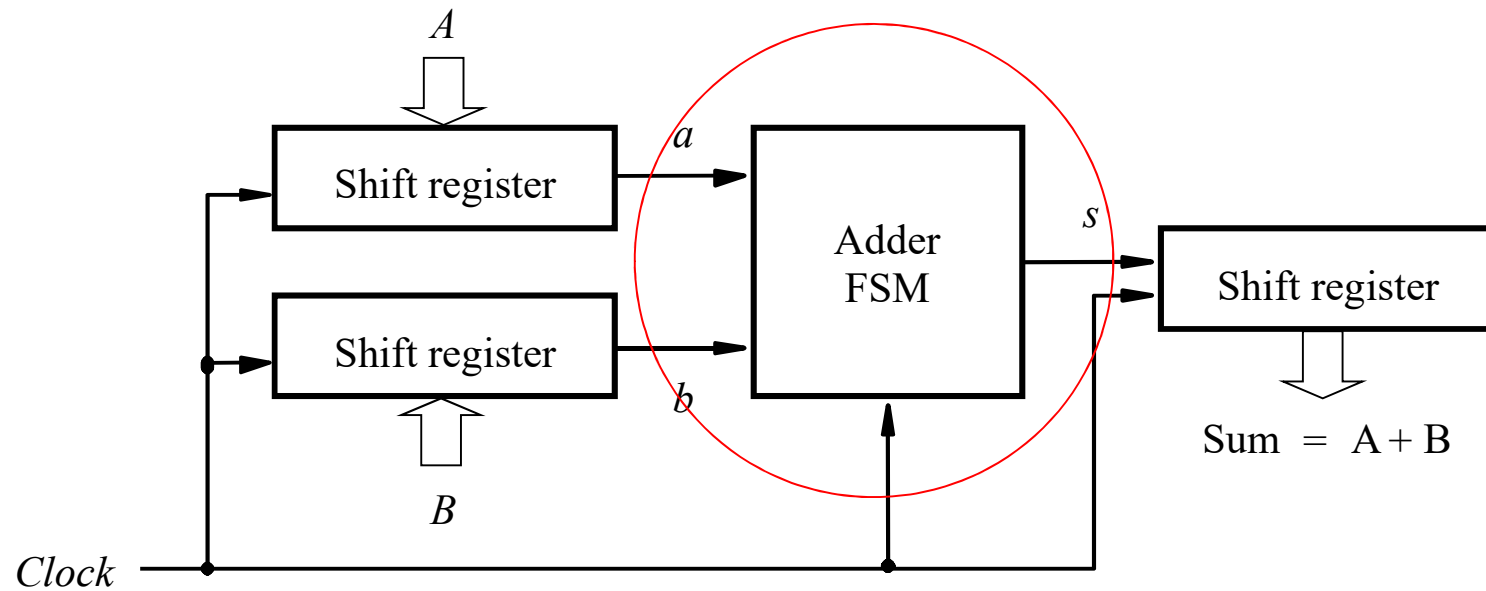 A
a
Shift register
s
Adder
FSM
Shift register
Shift register
b
Sum = A + B
B
Clock